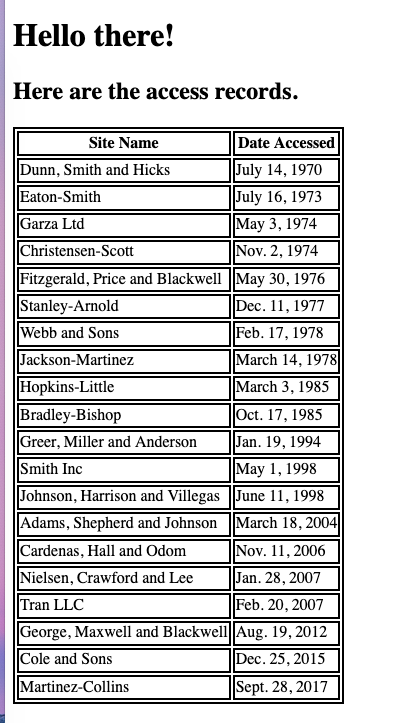 Hello there!
Here are the access records.
Site Name Date Accessed
Dunn, Smith and Hicks July 14, 1970
Eaton-Smith July 16, 1973
Garza Ltd May 3, 1974
Christensen-Scott Nov. 2, 1974
Fitzgerald, Price and Blackwell May 30, 1976
Stanley-Arnold Dec. 11, 1977
Webb and Sons Feb. 17, 1978
Jackson-Martinez March 14, 1978
Hopkins-Little March 3, 1985
Bradley-Bishop Oct. 17, 1985
Greer, Miller and Anderson Jan. 19, 1994
Smith Inc May 1, 1998
Johnson, Harrison and Villegas June 11, 1998
Adams, Shepherd and Johnson March 18, 2004
Cardenas, Hall and Odom Nov. 11, 2006
Nielsen, Crawford and Lee Jan. 28, 2007
Tran LLC Feb. 20, 2007
George, Maxwell and Blackwell Aug. 19, 2012
Cole and Sons Dec. 25, 2015
Martinez-Collins Sept. 28, 2017